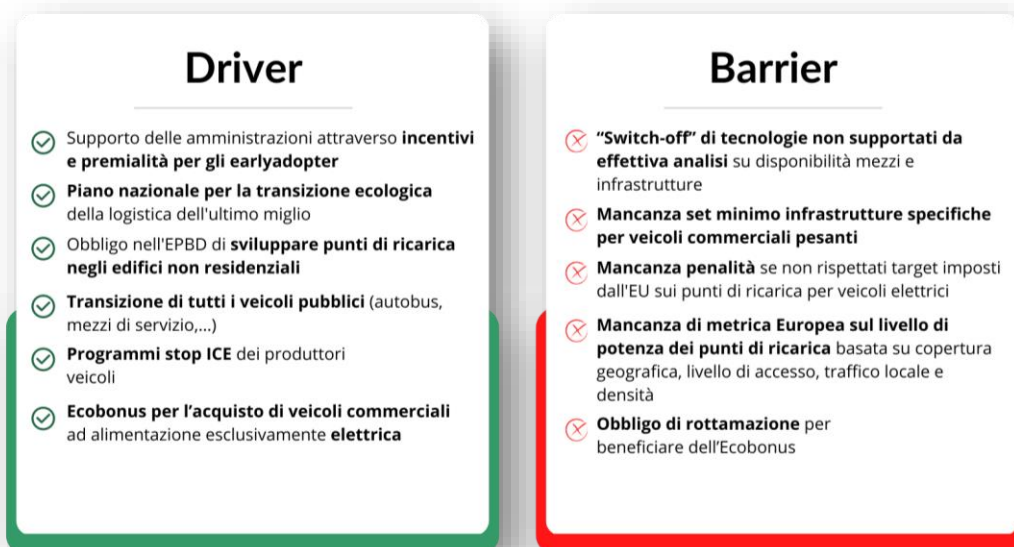 Driver
Supporto delle amministrazioni attraverso incentivi
e premialità per gli earlyadopter
Piano nazionale per la transizione ecologica
della logistica dell'ultimo miglio
Obbligo nell'EPBD di sviluppare punti di ricarica
negli edifici non residenziali
Transizione di tutti i veicoli pubblici (autobus,
mezzi di servizio,...)
Programmi stop ICE dei produttori
veicoli
Ecobonus per l’acquisto di veicoli commerciali
ad alimentazione esclusivamente elettrica
Barrier
“Switch-off” di tecnologie non supportati da
effettiva analisi su disponibilità mezzi e
infrastrutture
Mancanza set minimo infrastrutture specifiche
per veicoli commerciali pesanti
Mancanza penalità se non rispettati target imposti
dall'EU sui punti di ricarica per veicoli elettrici
Mancanza di metrica Europea sul livello di
potenza dei punti di ricarica basata su copertura
geografica, livello di accesso, traffico locale e
densità
Obbligo di rottamazione per
beneficiare dell’Ecobonus